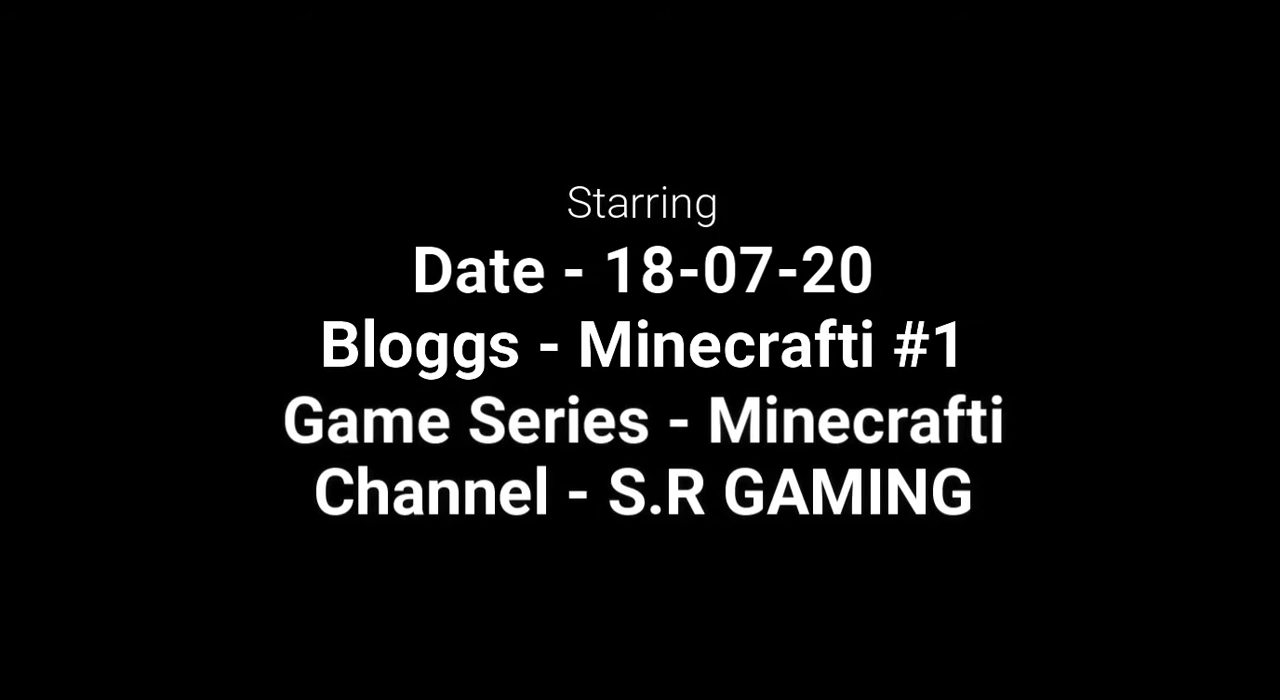 Starring
Date - 18-07-20
Bloggs - Minecrafti #1
Game Series - Minecrafti
Channel - S.R GAMING